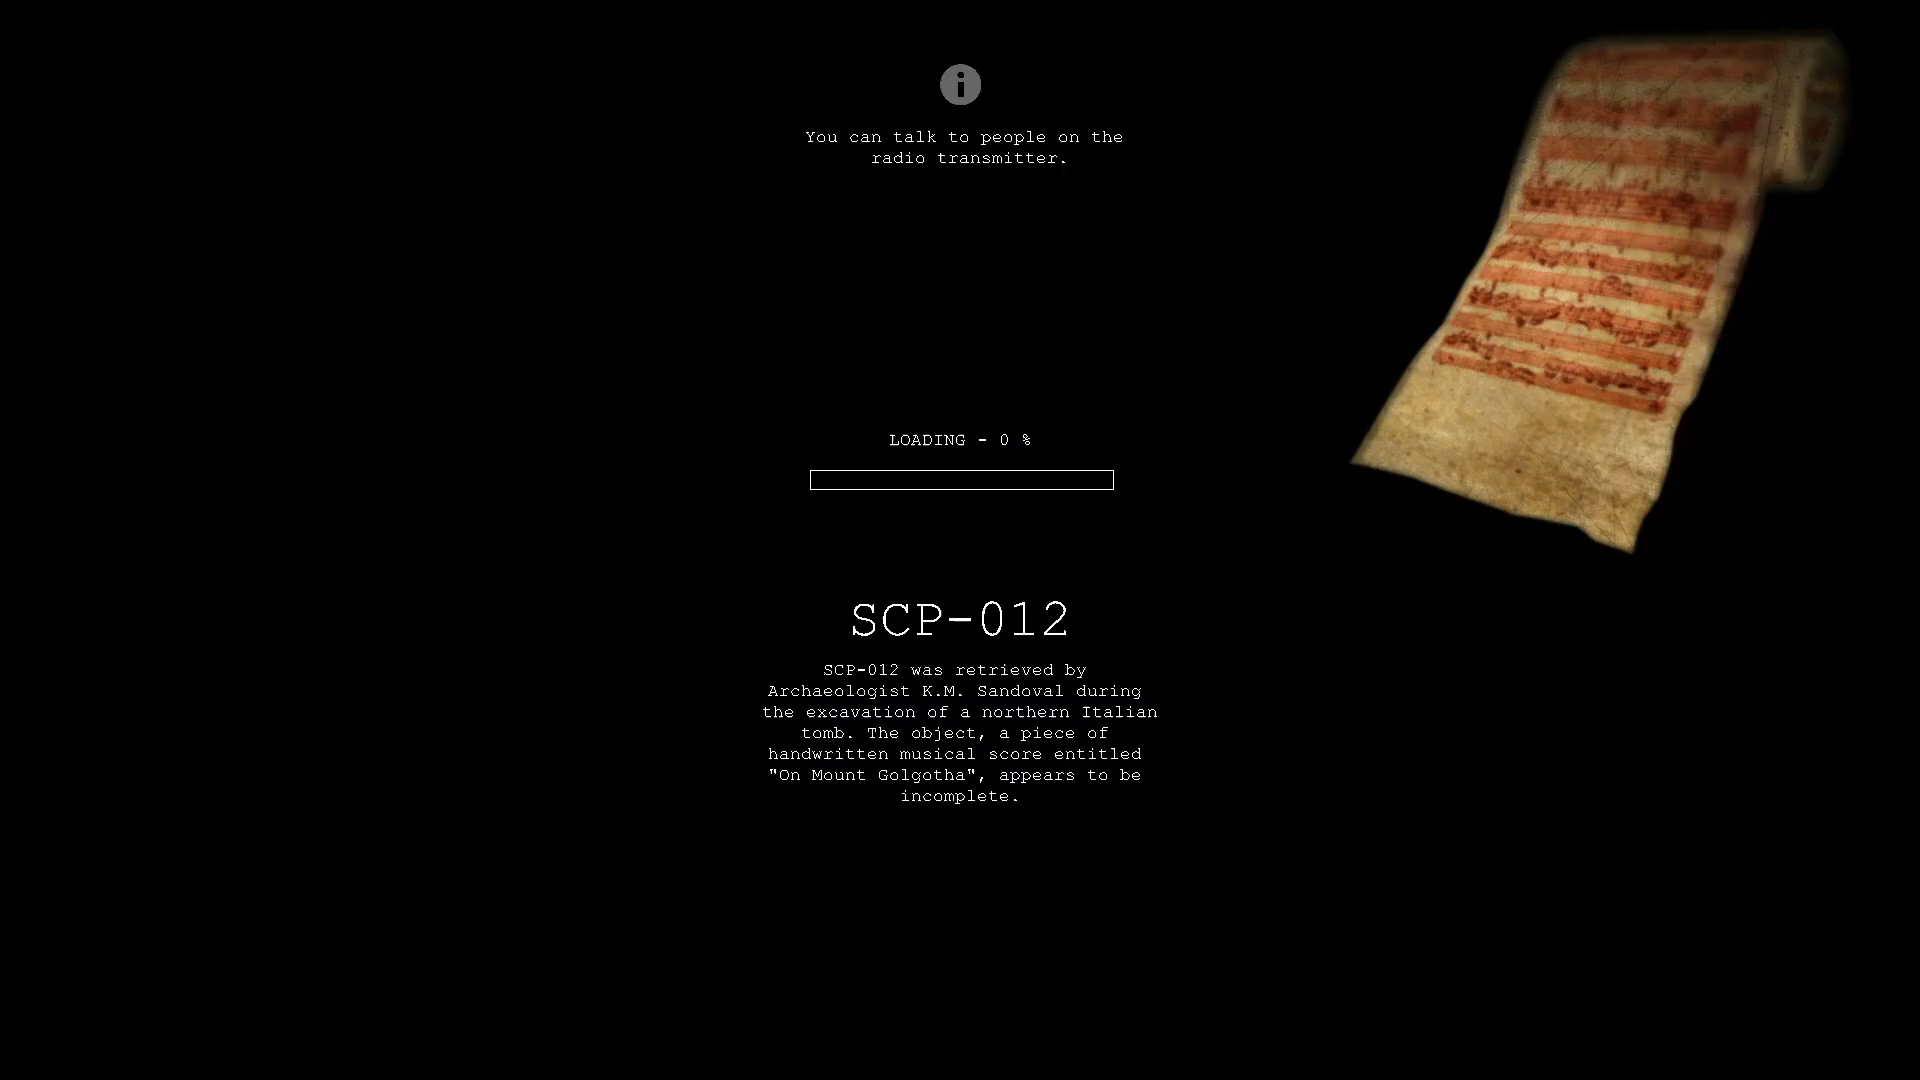 You can talk to people on the
radio transmitter.
LOADING - 0 %
SCP-012
SCP-012 was retrieved by
Archaeologist K.M. Sandoval during
the excavation of a northern Italian
tomb. The object, a piece of
handwritten musical score entitled
"On Mount Golgotha", appears to be
incomplete.